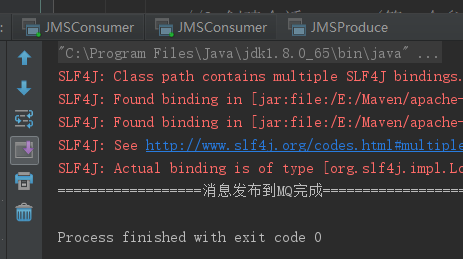 JMSConsumer JMSConsumer JMSProduce
"C:\Program Files\Java\jdk1.8.0_65\bin\java" ...
SLF4J: Class path contains multiple SLF4J bindings.
SLF4J: Found binding in [jar:file:/E:/Maven/apache-
SLF4J: Found binding in [jar:file:/E:/Maven/apache-
SLF4J: See http://www.slf4j.org/codes.html#multiple
SLF4J: Actual binding is of type [org.slf4j.impl.Lo
==================消息发布到MQ完成==================
Process finished with exit code 0